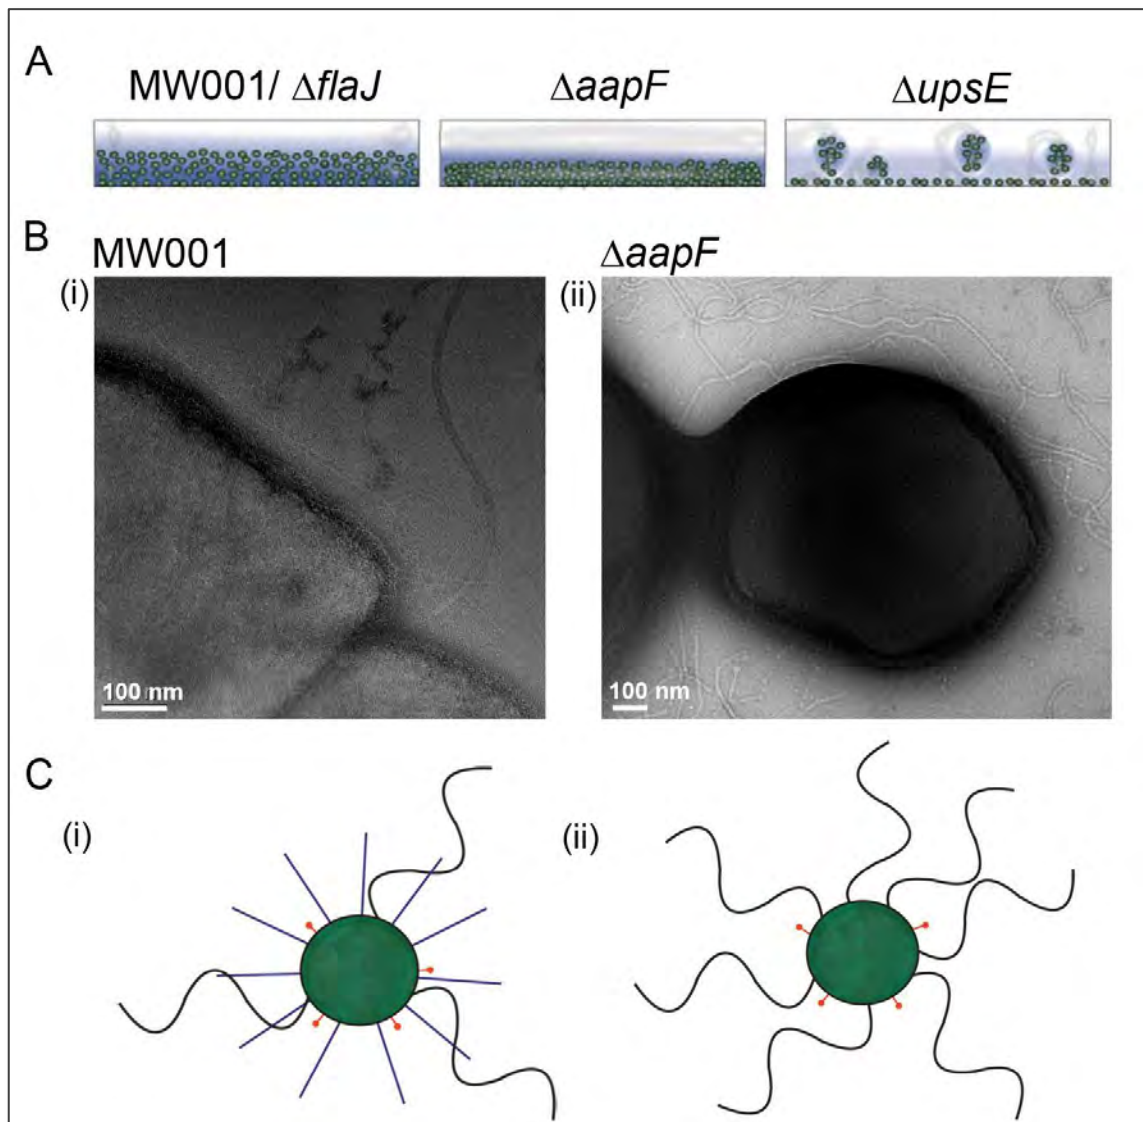 A
MW001/ ΔflaJ ΔaapF ΔupsE
B
MW001 ΔaapF
(i) (ii)
100 nm 100 nm
C
(i) (ii)